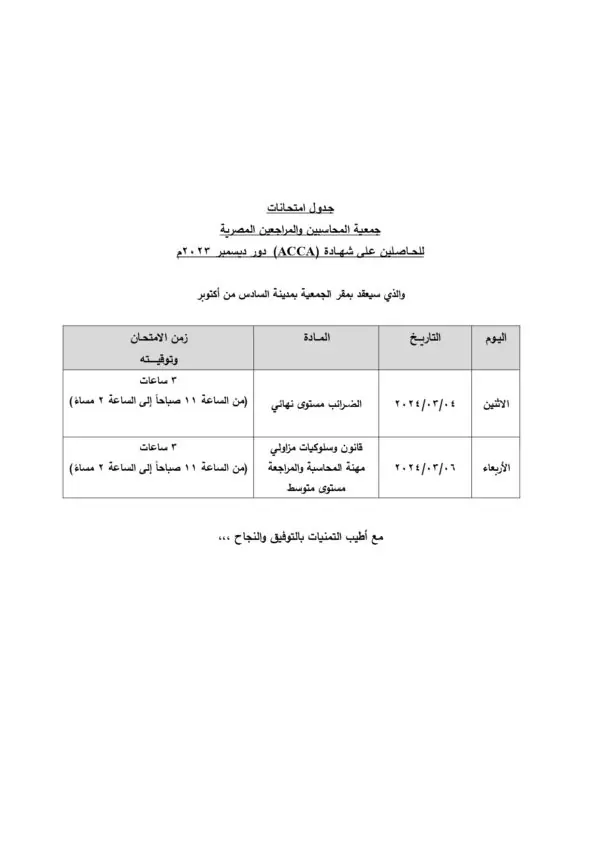 جدول امتحانات
جمعية المحاسبين والمراجعين المصرية
للحاصلين على شهادة (ACCA) دور ديسمبر ٢٠٢٣م
والذي سيعقد بمقر الجمعية بمدينة السادس من أكتوبر
اليوم التاريخ المادة زمن الامتحان
وتوقيته
الاثنين ٢٠٢٤/٠٣/٠٤ الضرائب مستوى نهائي ٣ ساعات
(من الساعة ١١ صباحاً إلى الساعة ٢ مساءً)
الأربعاء ٢٠٢٤/٠٣/٠٦ قانون وسلوكيات مزاولي
مهنة المحاسبة والمراجعة
مستوى متوسط
٣ ساعات
(من الساعة ١١ صباحاً إلى الساعة ٢ مساءً)
مع أطيب التمنيات بالتوفيق والنجاح ،،،